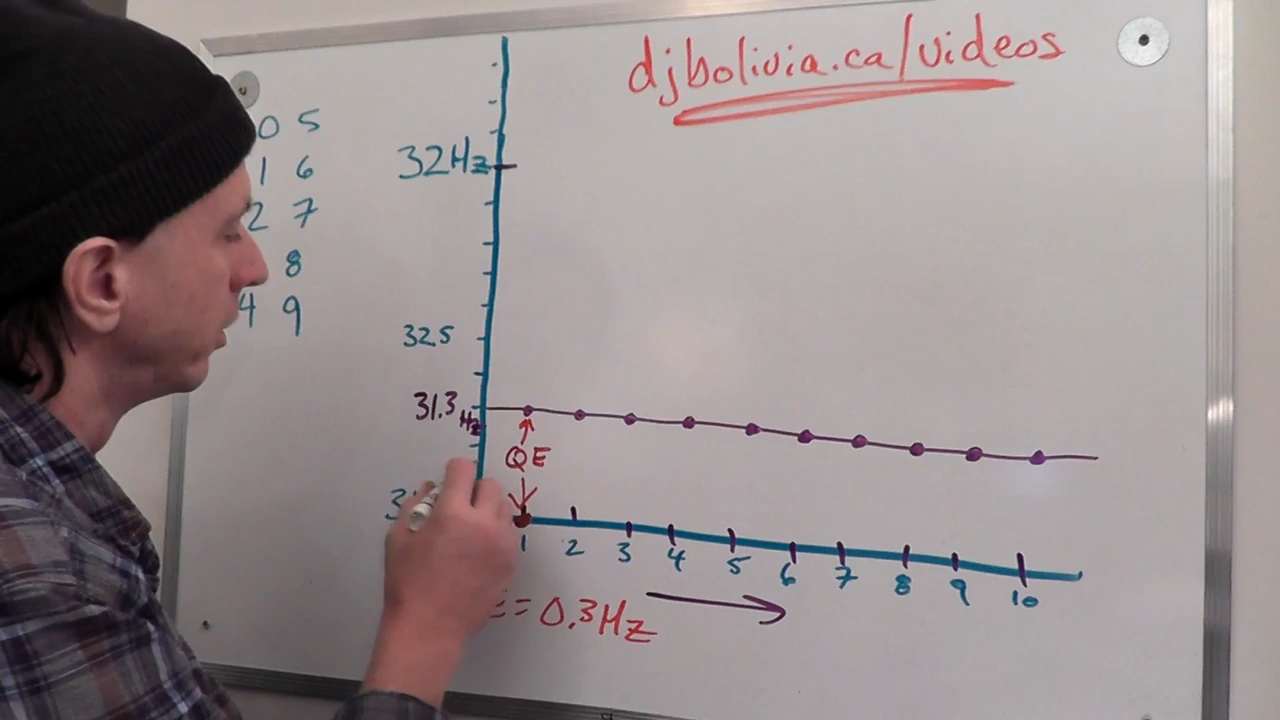 djbolivia.ca/videos
0 5
1 6
2 7
8
4 9
32Hz
32.5
31.3 Hz
QE
3
1 2 3 4 5 6 7 8 9 10
= 0.3Hz